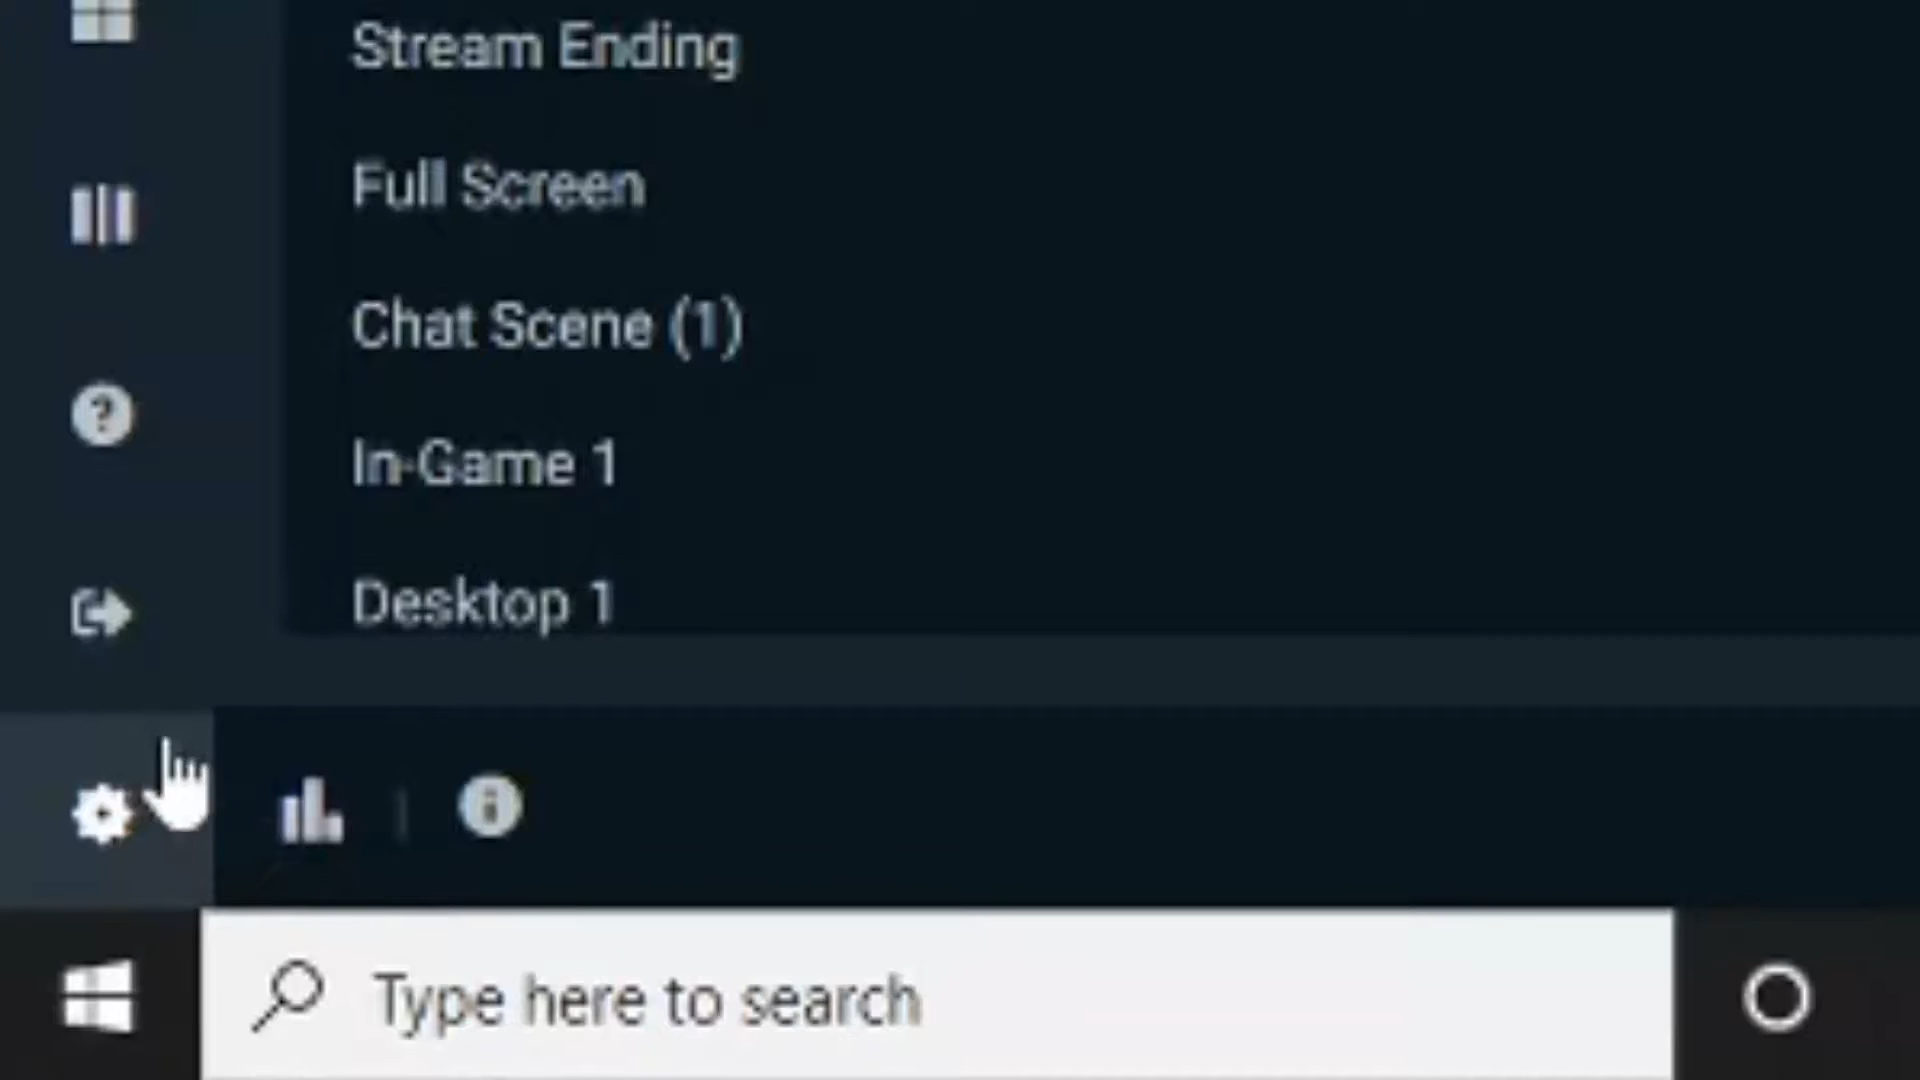 Stream Ending
Full Screen
Chat Scene (1)
In-Game 1
Desktop 1
Type here to search